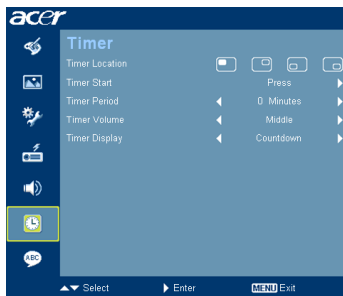 acer
Timer
Timer Location
Timer Start Press
Timer Period 0 Minutes
Timer Volume Middle
Timer Display Countdown
ABC
Select Enter MENU Exit